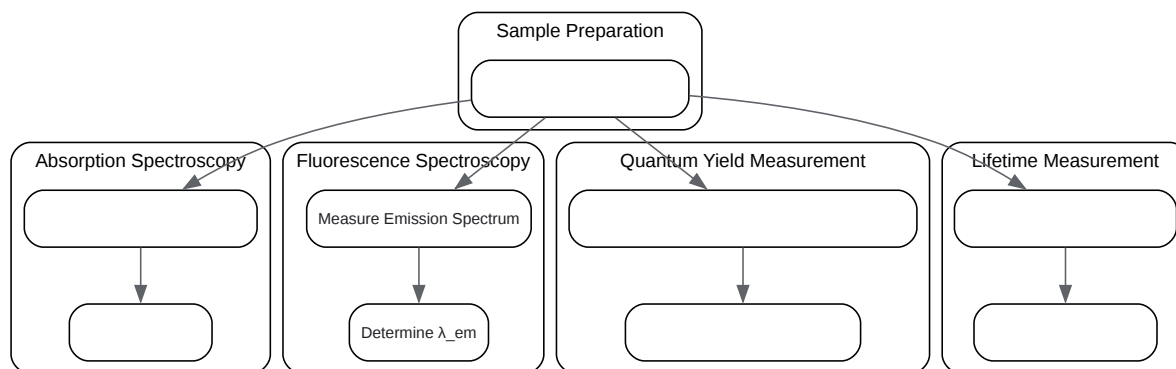 Sample Preparation
Absorption Spectroscopy
Fluorescence Spectroscopy
Quantum Yield Measurement
Lifetime Measurement
Measure Emission Spectrum
Determine λ_em